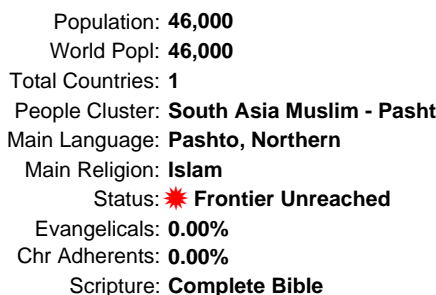 Population: 46,000
World Popl: 46,000
Total Countries: 1
People Cluster: South Asia Muslim - Pasht
Main Language: Pashto, Northern
Main Religion: Islam
Status: Frontier Unreached
Evangelicals: 0.00%
Chr Adherents: 0.00%
Scripture: Complete Bible